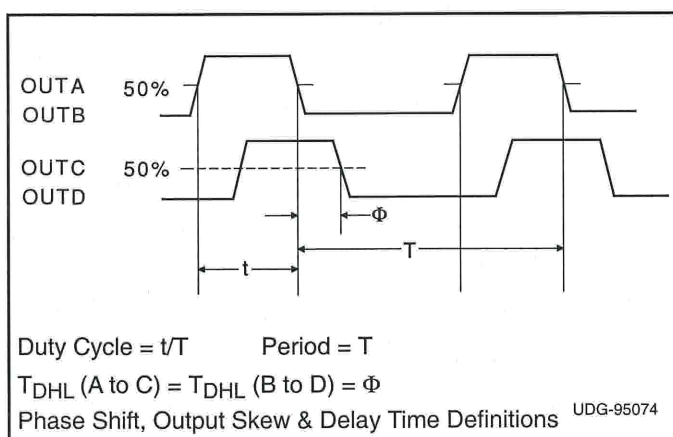 OUTA 50%
OUTB
OUTC 50%
OUTD
Φ
T
t
Duty Cycle = t/T Period = T
TDHL (A to C) = TDHL (B to D) = Φ
Phase Shift, Output Skew & Delay Time Definitions UDG-95074